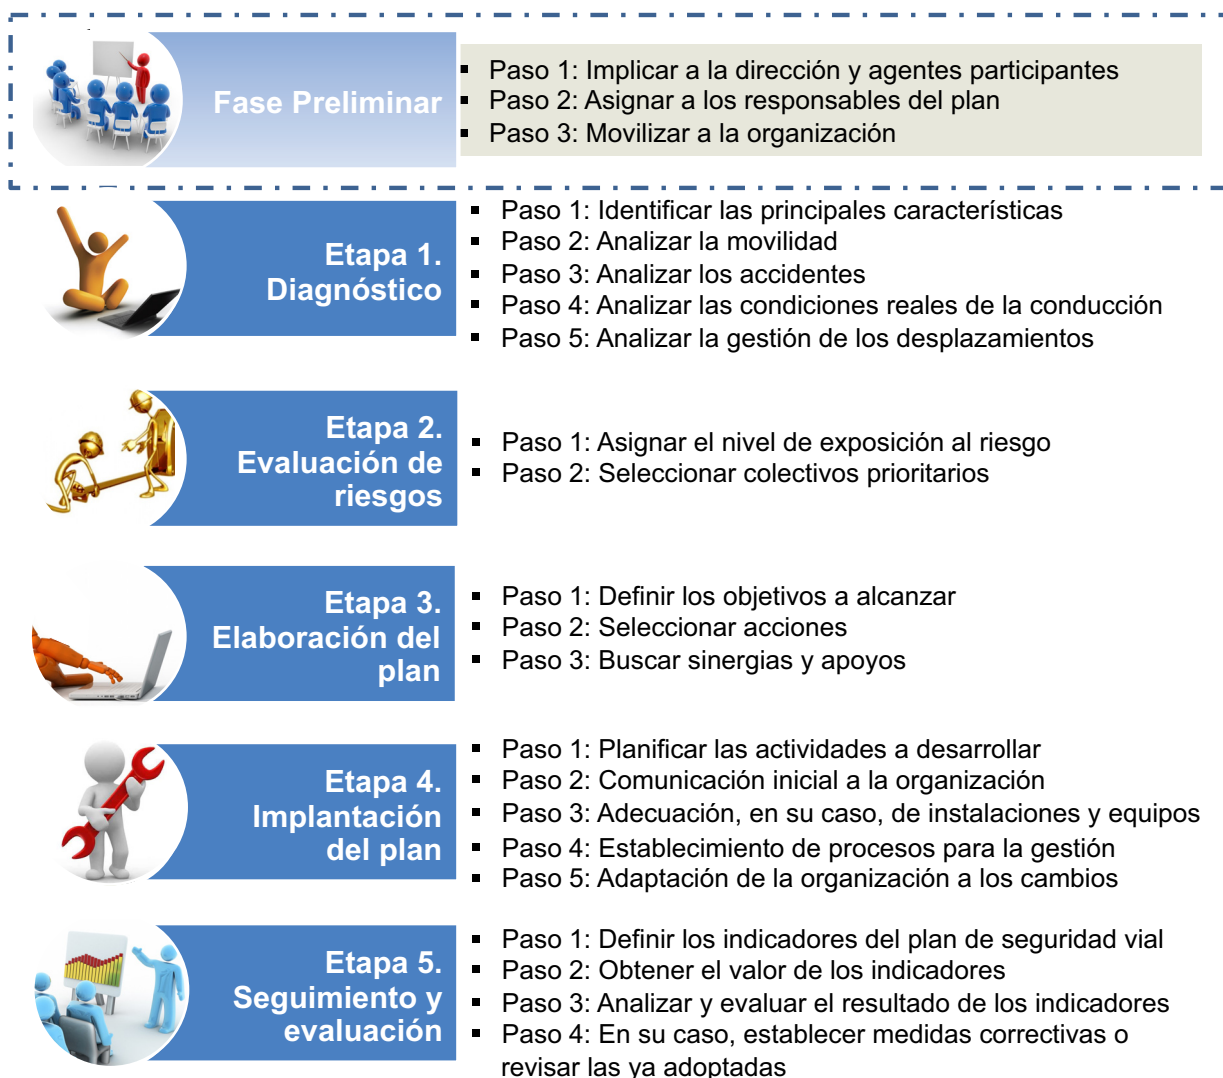 Fase Preliminar
▪ Paso 1: Implicar a la dirección y agentes participantes
▪ Paso 2: Asignar a los responsables del plan
▪ Paso 3: Movilizar a la organización
Etapa 1.
Diagnóstico
▪ Paso 1: Identificar las principales características
▪ Paso 2: Analizar la movilidad
▪ Paso 3: Analizar los accidentes
▪ Paso 4: Analizar las condiciones reales de la conducción
▪ Paso 5: Analizar la gestión de los desplazamientos
Etapa 2.
Evaluación de
riesgos
▪ Paso 1: Asignar el nivel de exposición al riesgo
▪ Paso 2: Seleccionar colectivos prioritarios
Etapa 3.
Elaboración del
plan
▪ Paso 1: Definir los objetivos a alcanzar
▪ Paso 2: Seleccionar acciones
▪ Paso 3: Buscar sinergias y apoyos
Etapa 4.
Implantación
del plan
▪ Paso 1: Planificar las actividades a desarrollar
▪ Paso 2: Comunicación inicial a la organización
▪ Paso 3: Adecuación, en su caso, de instalaciones y equipos
▪ Paso 4: Establecimiento de procesos para la gestión
▪ Paso 5: Adaptación de la organización a los cambios
Etapa 5.
Seguimiento y
evaluación
▪ Paso 1: Definir los indicadores del plan de seguridad vial
▪ Paso 2: Obtener el valor de los indicadores
▪ Paso 3: Analizar y evaluar el resultado de los indicadores
▪ Paso 4: En su caso, establecer medidas correctivas o
revisar las ya adoptadas